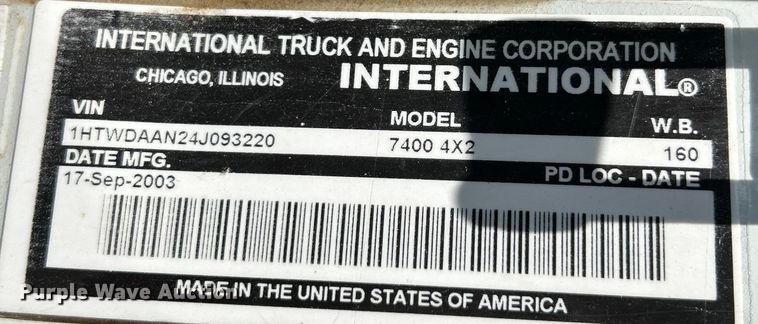 INTERNATIONAL TRUCK AND ENGINE CORPORATION
CHICAGO, ILLINOIS INTERNATIONAL®
VIN MODEL W.B.
1HTWDAAN24J093220 7400 4X2 160
DATE MFG. PD LOC - DATE
17-Sep-2003
MADE IN THE UNITED STATES OF AMERICA
Purple Wave Auction